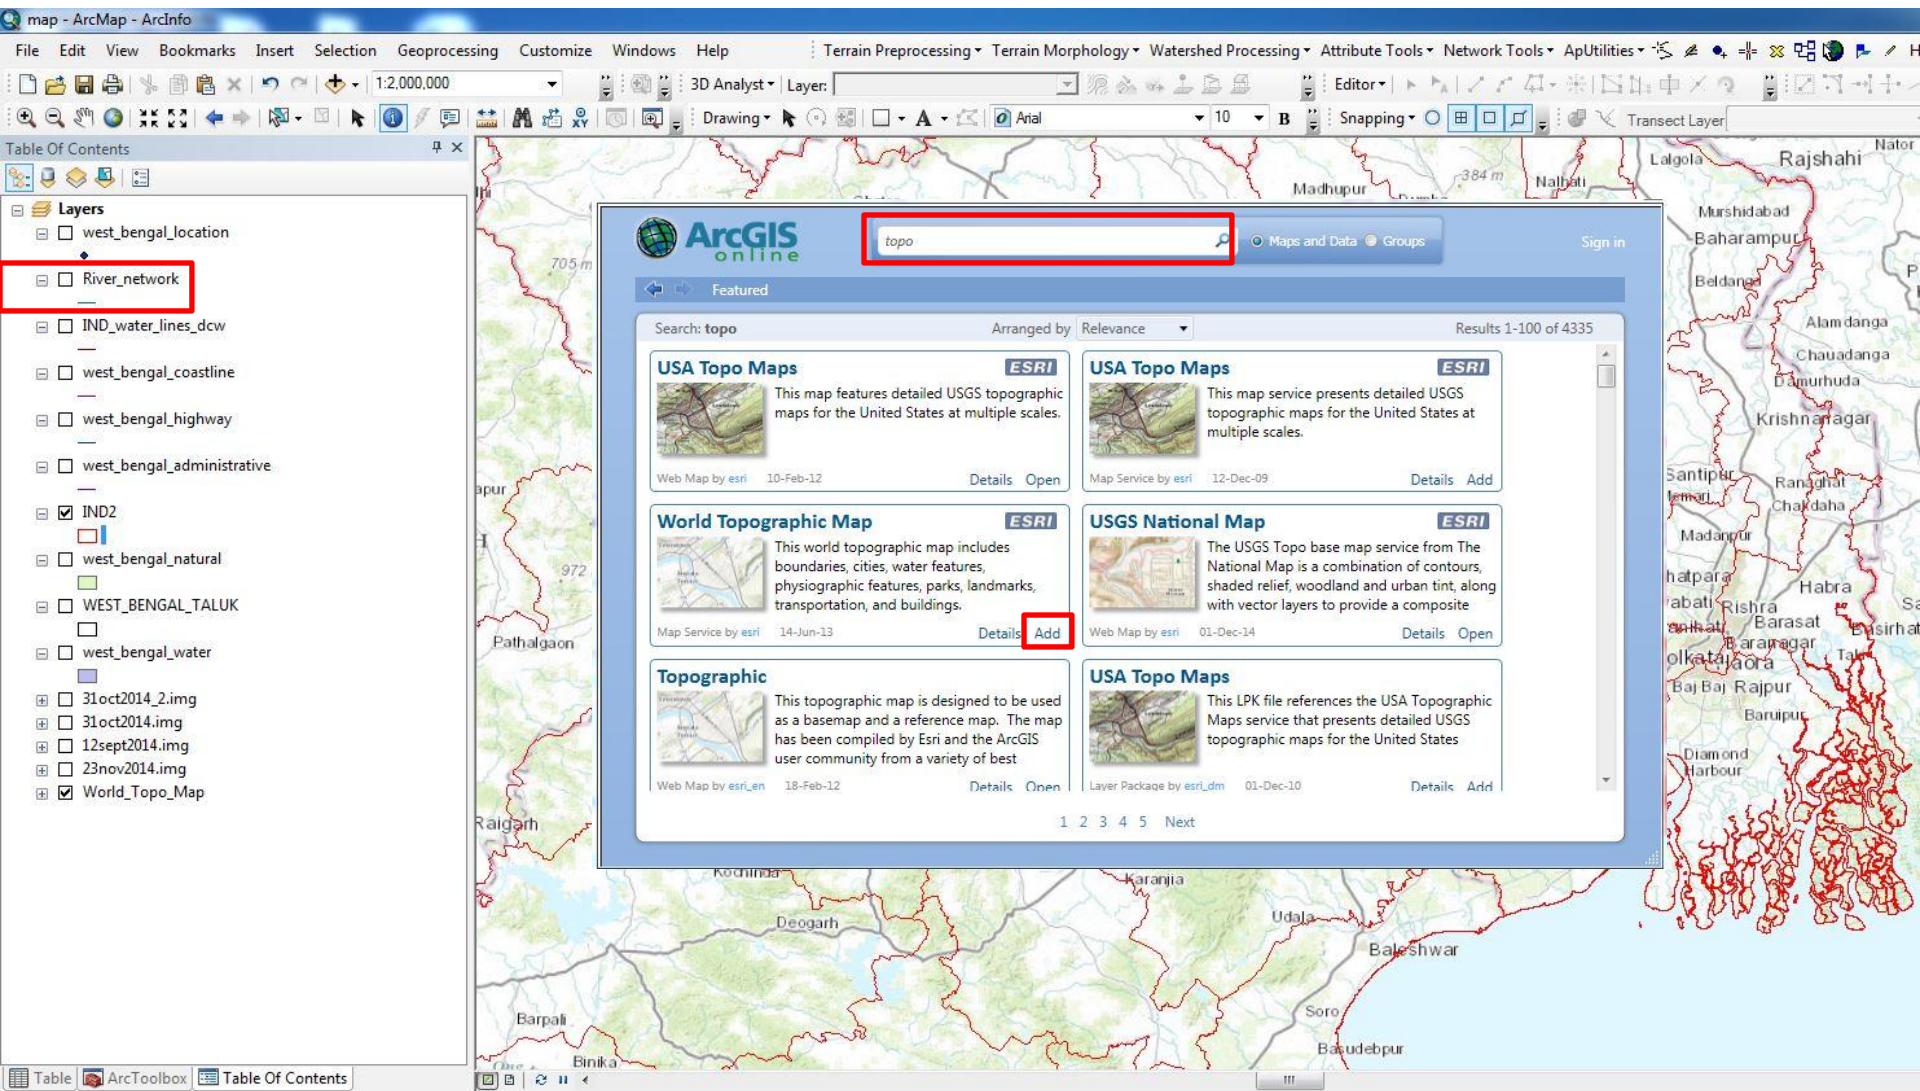 map - ArcMap - ArcInfo
File Edit View Bookmarks Insert Selection Geoprocessing Customize Windows Help
Terrain Preprocessing Terrain Morphology Watershed Processing Attribute Tools Network Tools ApUtilities H
1:2,000,000
3D Analyst Layer:
Editor
Drawing A Arial 10 B
Snapping
Transect Layer
Table Of Contents
Layers
west_bengal_location
River_network
IND_water_lines_dcw
west_bengal_coastline
west_bengal_highway
west_bengal_administrative
IND2
west_bengal_natural
WEST_BENGAL_TALUK
west_bengal_water
31oct2014_2.img
31oct2014.img
12sept2014.img
23nov2014.img
World_Topo_Map
Table ArcToolbox Table Of Contents
ArcGIS
online
topo
Maps and Data Groups
Sign in
Featured
Search: topo
Arranged by Relevance
Results 1-100 of 4335
USA Topo Maps
ESRI
This map features detailed USGS topographic
maps for the United States at multiple scales.
Web Map by esri 10-Feb-12
Details Open
USA Topo Maps
ESRI
This map service presents detailed USGS
topographic maps for the United States at
multiple scales.
Map Service by esri 12-Dec-09
Details Add
World Topographic Map
ESRI
This world topographic map includes
boundaries, cities, water features,
physiographic features, parks, landmarks,
transportation, and buildings.
Map Service by esri 14-Jun-13
Details Add
USGS National Map
ESRI
The USGS Topo base map service from The
National Map is a combination of contours,
shaded relief, woodland and urban tint, along
with vector layers to provide a composite
Web Map by esri 01-Dec-14
Details Open
Topographic
This topographic map is designed to be used
as a basemap and a reference map. The map
has been compiled by Esri and the ArcGIS
user community from a variety of best
Web Map by esri_en 18-Feb-12
Details Open
USA Topo Maps
This LPK file references the USA Topographic
Maps service that presents detailed USGS
topographic maps for the United States
Layer Package by esri_dm 01-Dec-10
Details Add
1 2 3 4 5 Next
Madhupur
384 m
Nalhati
Lalgola
Rajshahi
Nator
Murshidabad
Baharampur
Beldanga
Alamdanga
Chauadanga
Damurhuda
Krishnanagar
Santipur
Ranaghat
Chakdaha
Madanpur
Habra
Rishra
Barasat
Baranagar
Baj Baj
Rajpur
Baruipur
Diamond
Harbour
705 m
972
Pathalgaon
Raigarh
Kochinda
Deogarh
Karanjia
Udala
Baleshwar
Soro
Basudebpur
Barpali
Binika